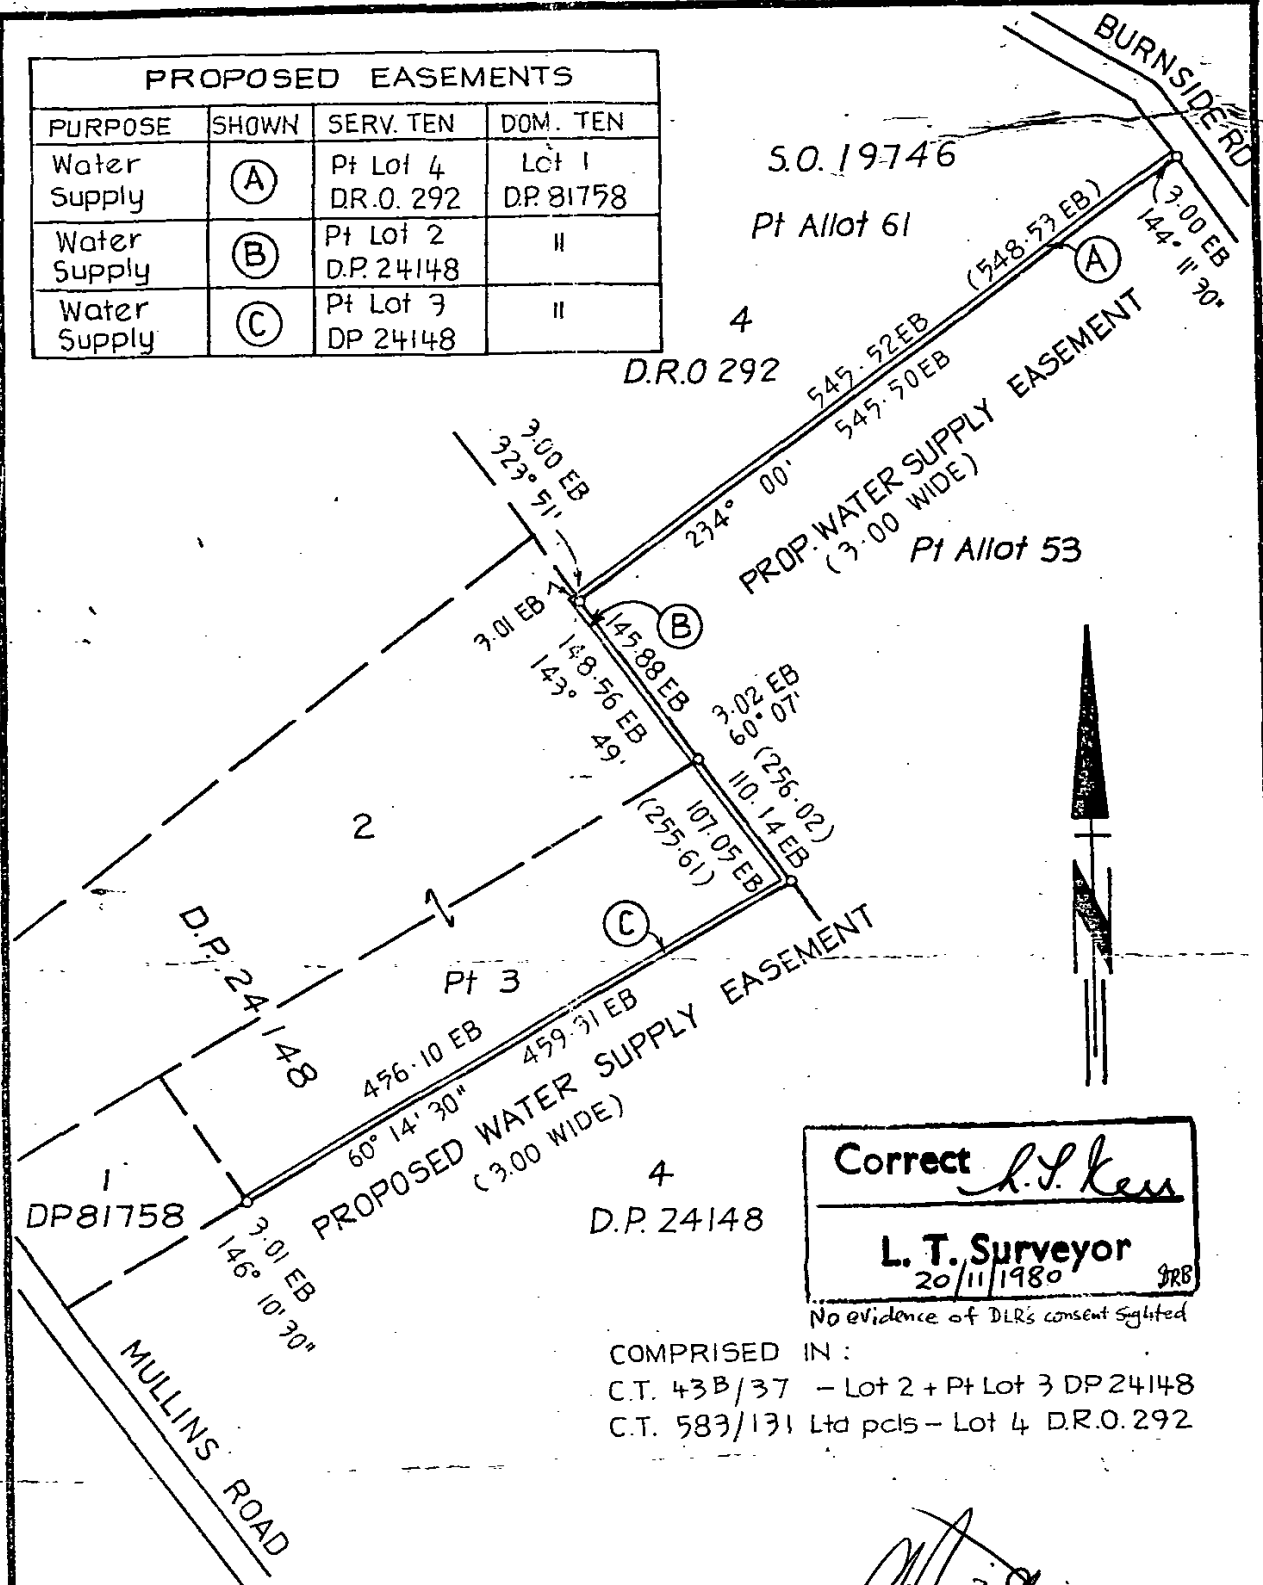 PROPOSED EASEMENTS
PURPOSE SHOWN SERV. TEN DOM. TEN
Water Supply A Pt Lot 4 D.R.O. 292 Lot 1 D.P. 81758
Water Supply B Pt Lot 2 D.P. 24148 "
Water Supply C Pt Lot 3 DP 24148 "
BURNSIDE RD
S.O. 19746
Pt Allot 61
(548.53 EB)
A
3.00 EB
144° 11' 30"
4
D.R.O 292
545.52EB
545.50EB
234° 00'
PROP. WATER SUPPLY EASEMENT
(3.00 WIDE)
Pt Allot 53
3.00 EB
323° 51'
3.01 EB
B
145.88 EB
148.56 EB
143° 49'
3.02 EB
60° 07'
(256.02)
110.14 EB
107.05 EB
(255.61)
2
D.P. 24148
C
Pt 3
456.10 EB
459.31 EB
60° 14' 30"
PROPOSED WATER SUPPLY EASEMENT
(3.00 WIDE)
1
DP81758
3.01 EB
146° 10' 30"
4
D.P. 24148
MULLINS ROAD
Correct
L. T. Surveyor
20/11/1980
No evidence of DLR's consent sighted
COMPRISED IN :
C.T. 43B/37 - Lot 2 + Pt Lot 3 DP 24148
C.T. 583/131 Ltd pcls - Lot 4 D.R.O. 292